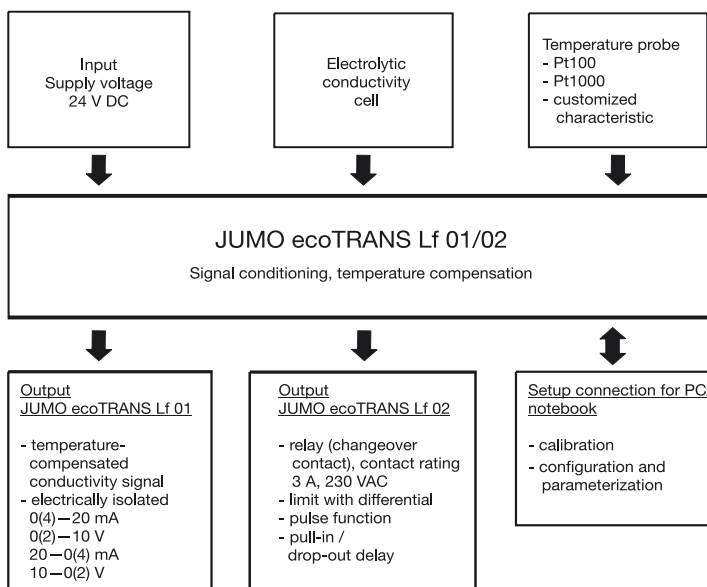 Input
Supply voltage
24 V DC
Electrolytic
conductivity
cell
Temperature probe
- Pt100
- Pt1000
- customized
characteristic
JUMO ecoTRANS Lf 01/02
Signal conditioning, temperature compensation
Output
JUMO ecoTRANS Lf 01
- temperature-
compensated
conductivity signal
- electrically isolated
0(4)—20 mA
0(2)—10 V
20—0(4) mA
10—0(2) V
Output
JUMO ecoTRANS Lf 02
- relay (changeover
contact), contact rating
3 A, 230 VAC
- limit with differential
- pulse function
- pull-in /
drop-out delay
Setup connection for PC/
notebook
- calibration
- configuration and
parameterization